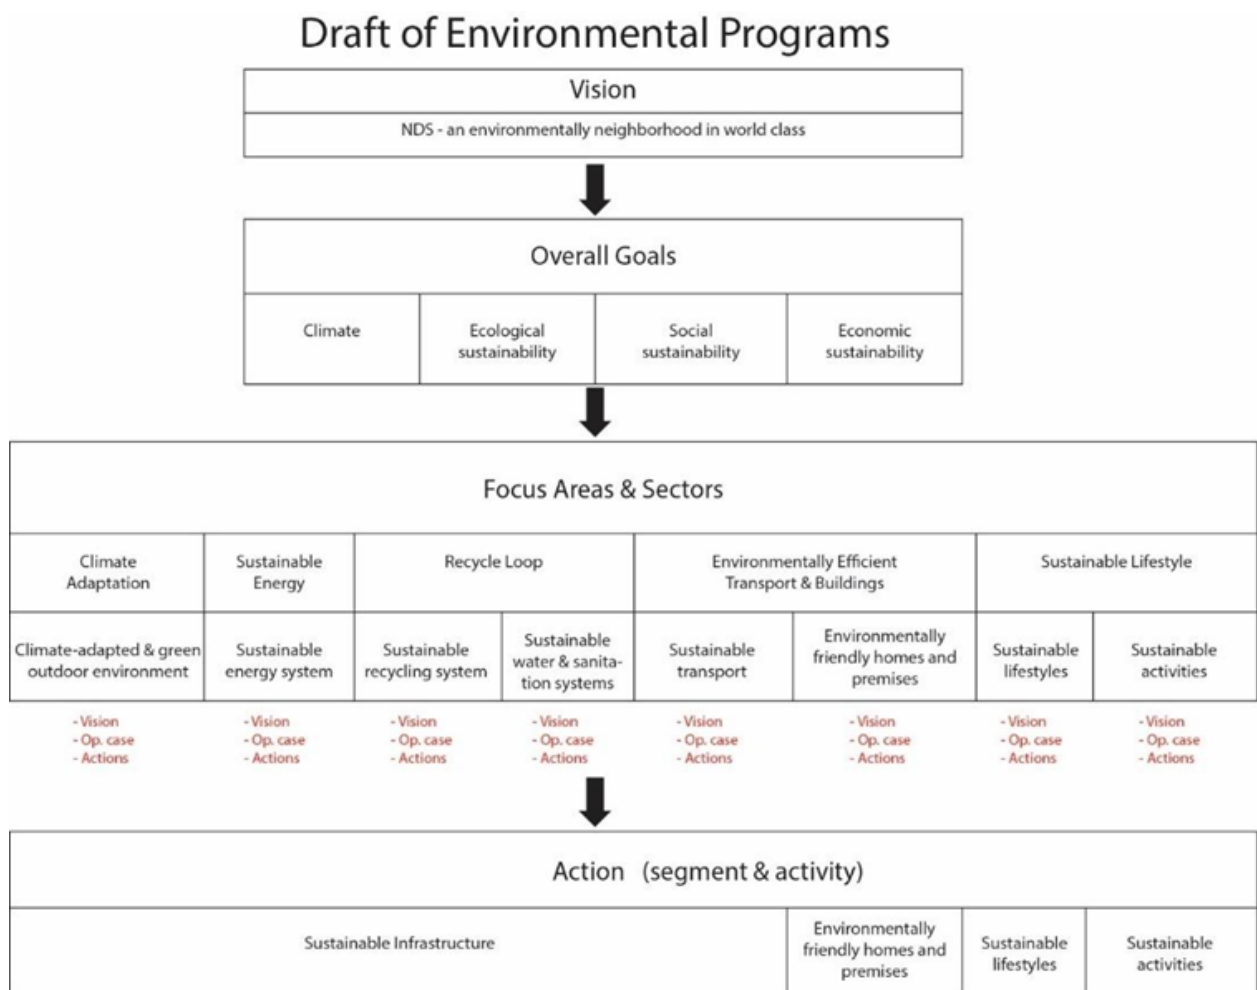 Draft of Environmental Programs
Vision
NDS - an environmentally neighborhood in world class
Overall Goals
Climate
Ecological
sustainability
Social
sustainability
Economic
sustainability
Focus Areas & Sectors
Climate
Adaptation
Sustainable
Energy
Recycle Loop
Environmentally Efficient
Transport & Buildings
Sustainable Lifestyle
Climate-adapted & green
outdoor environment
Sustainable
energy system
Sustainable
recycling system
Sustainable
water & sanita-
tion systems
Sustainable
transport
Environmentally
friendly homes and
premises
Sustainable
lifestyles
Sustainable
activities
- Vision
- Op. case
- Actions
- Vision
- Op. case
- Actions
- Vision
- Op. case
- Actions
- Vision
- Op. case
- Actions
- Vision
- Op. case
- Actions
- Vision
- Op. case
- Actions
- Vision
- Op. case
- Actions
- Vision
- Op. case
- Actions
Action (segment & activity)
Sustainable Infrastructure
Environmentally
friendly homes and
premises
Sustainable
lifestyles
Sustainable
activities